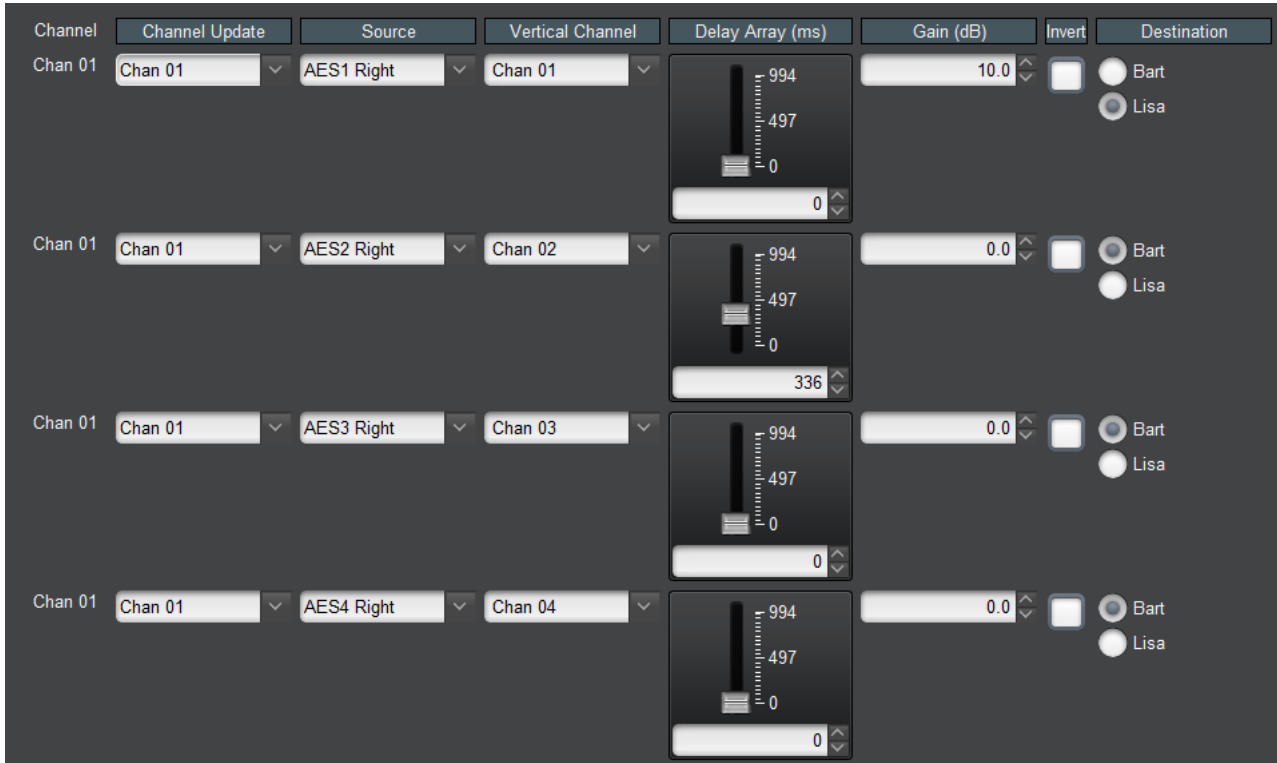 Channel Channel Update Source Vertical Channel Delay Array (ms) Gain (dB) Invert Destination
Chan 01 Chan 01 AES1 Right Chan 01 994 10.0 Bart
497 Lisa
0
0
Chan 01 Chan 01 AES2 Right Chan 02 994 0.0 Bart
497 Lisa
0
336
Chan 01 Chan 01 AES3 Right Chan 03 994 0.0 Bart
497 Lisa
0
0
Chan 01 Chan 01 AES4 Right Chan 04 994 0.0 Bart
497 Lisa
0
0